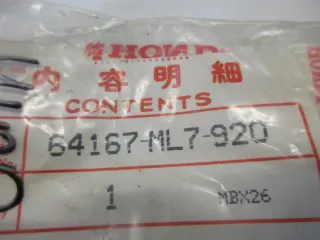 HONDA
内容明細
CONTENTS
64167-ML7-920
1 MBX26